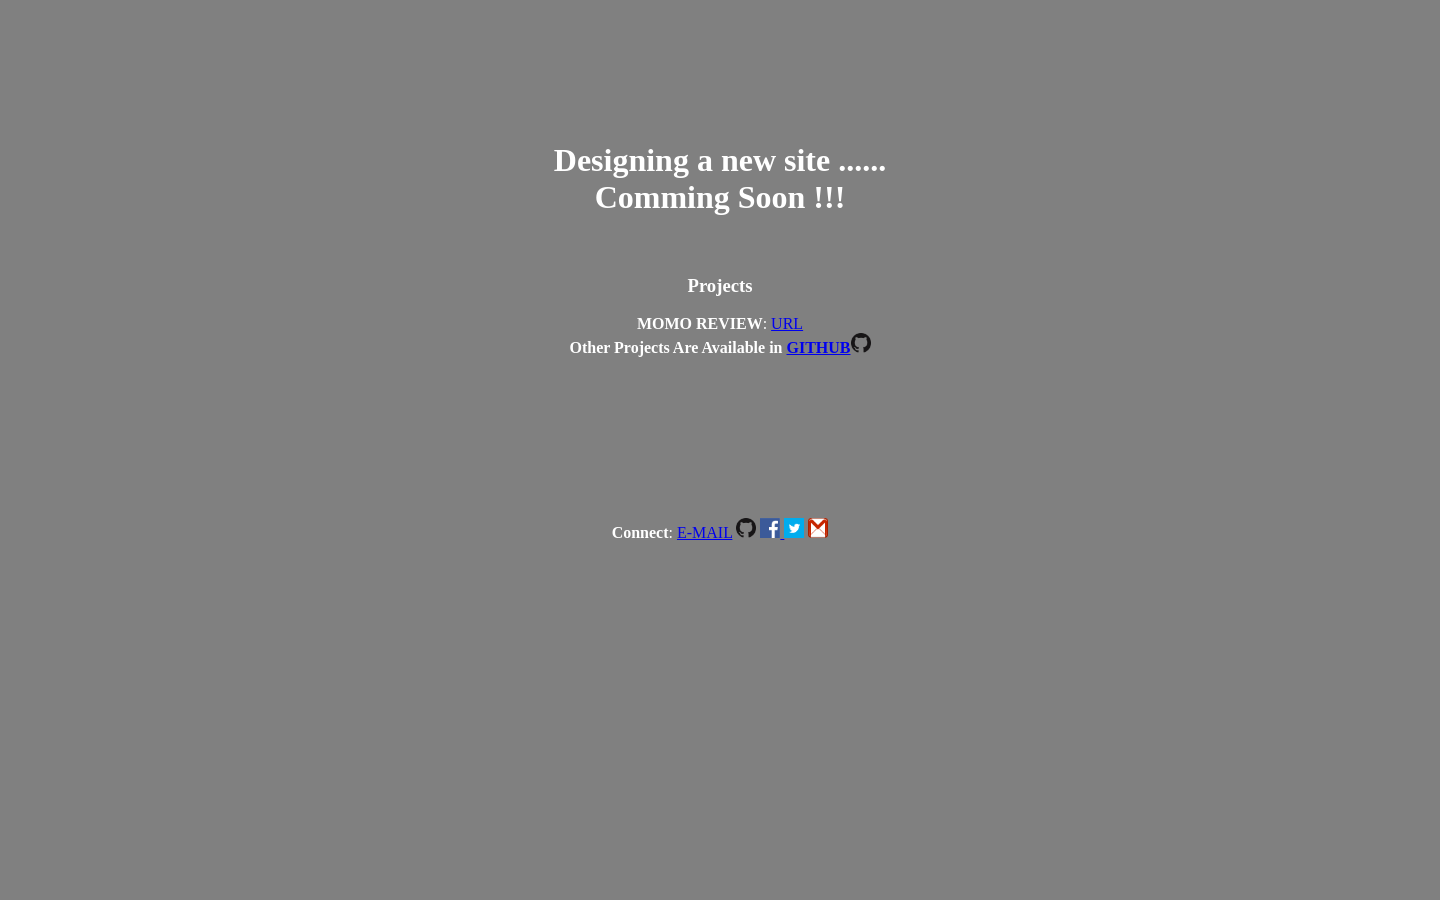 Designing a new site ......
Comming Soon !!!
Projects
MOMO REVIEW: URL
Other Projects Are Available in GITHUB
Connect: E-MAIL